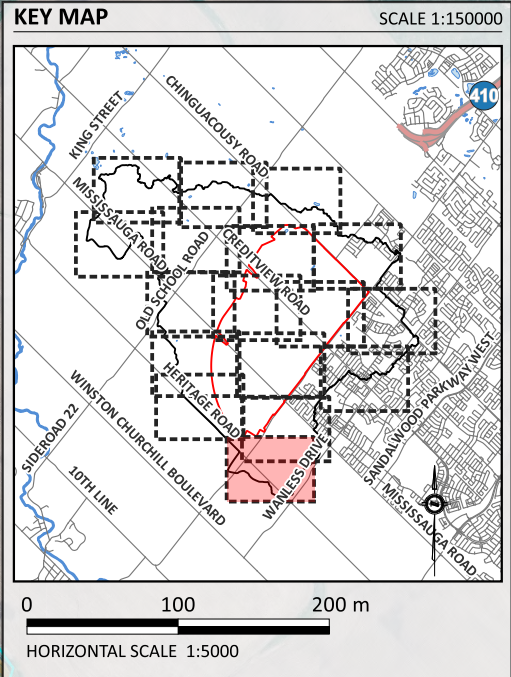 KEY MAP
SCALE 1:150000
410
CHINGUACOUSY ROAD
KING STREET
MISSISSAUGA ROAD
CREDITVIEW ROAD
OLD SCHOOL ROAD
HERITAGE ROAD
WINSTON CHURCHILL BOULEVARD
SIDEROAD 22
10TH LINE
WANLESS DRIVE
SANDALWOOD PARKWAY WEST
MISSISSAUGA ROAD
0 100 200 m
HORIZONTAL SCALE 1:5000